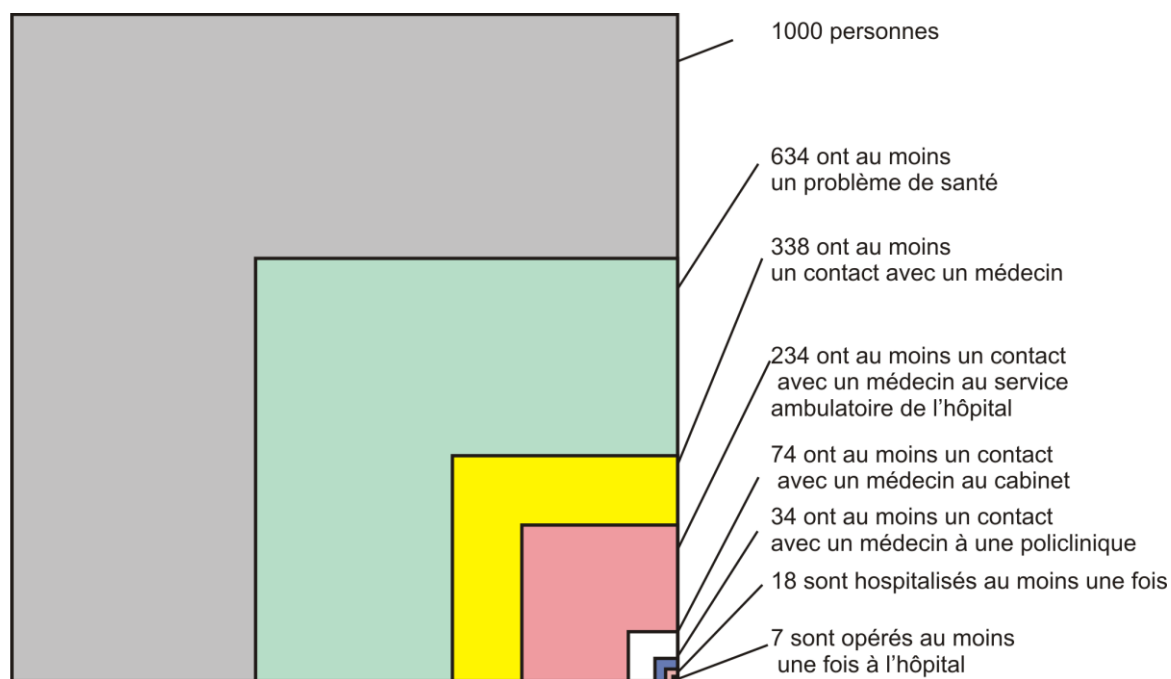 1000 personnes
634 ont au moins
un problème de santé
338 ont au moins
un contact avec un médecin
234 ont au moins un contact
avec un médecin au service
ambulatoire de l'hôpital
74 ont au moins un contact
avec un médecin au cabinet
34 ont au moins un contact
avec un médecin à une policlinique
18 sont hospitalisés au moins une fois
7 sont opérés au moins
une fois à l'hôpital